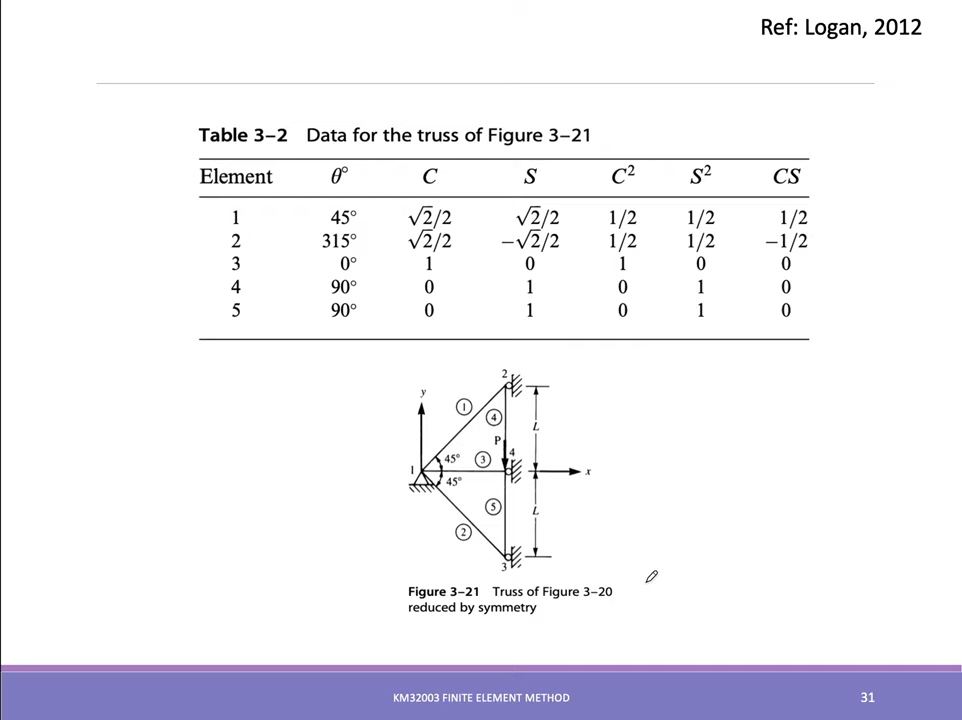 Ref: Logan, 2012
Table 3–2 Data for the truss of Figure 3–21
Element θ° C S C² S² CS
1 45° √2/2 √2/2 1/2 1/2 1/2
2 315° √2/2 −√2/2 1/2 1/2 −1/2
3 0° 1 0 1 0 0
4 90° 0 1 0 1 0
5 90° 0 1 0 1 0
2
y
1
4
L
P
4
45°
3
1
x
45°
5
L
2
3
Figure 3–21 Truss of Figure 3–20
reduced by symmetry
KM32003 FINITE ELEMENT METHOD
31